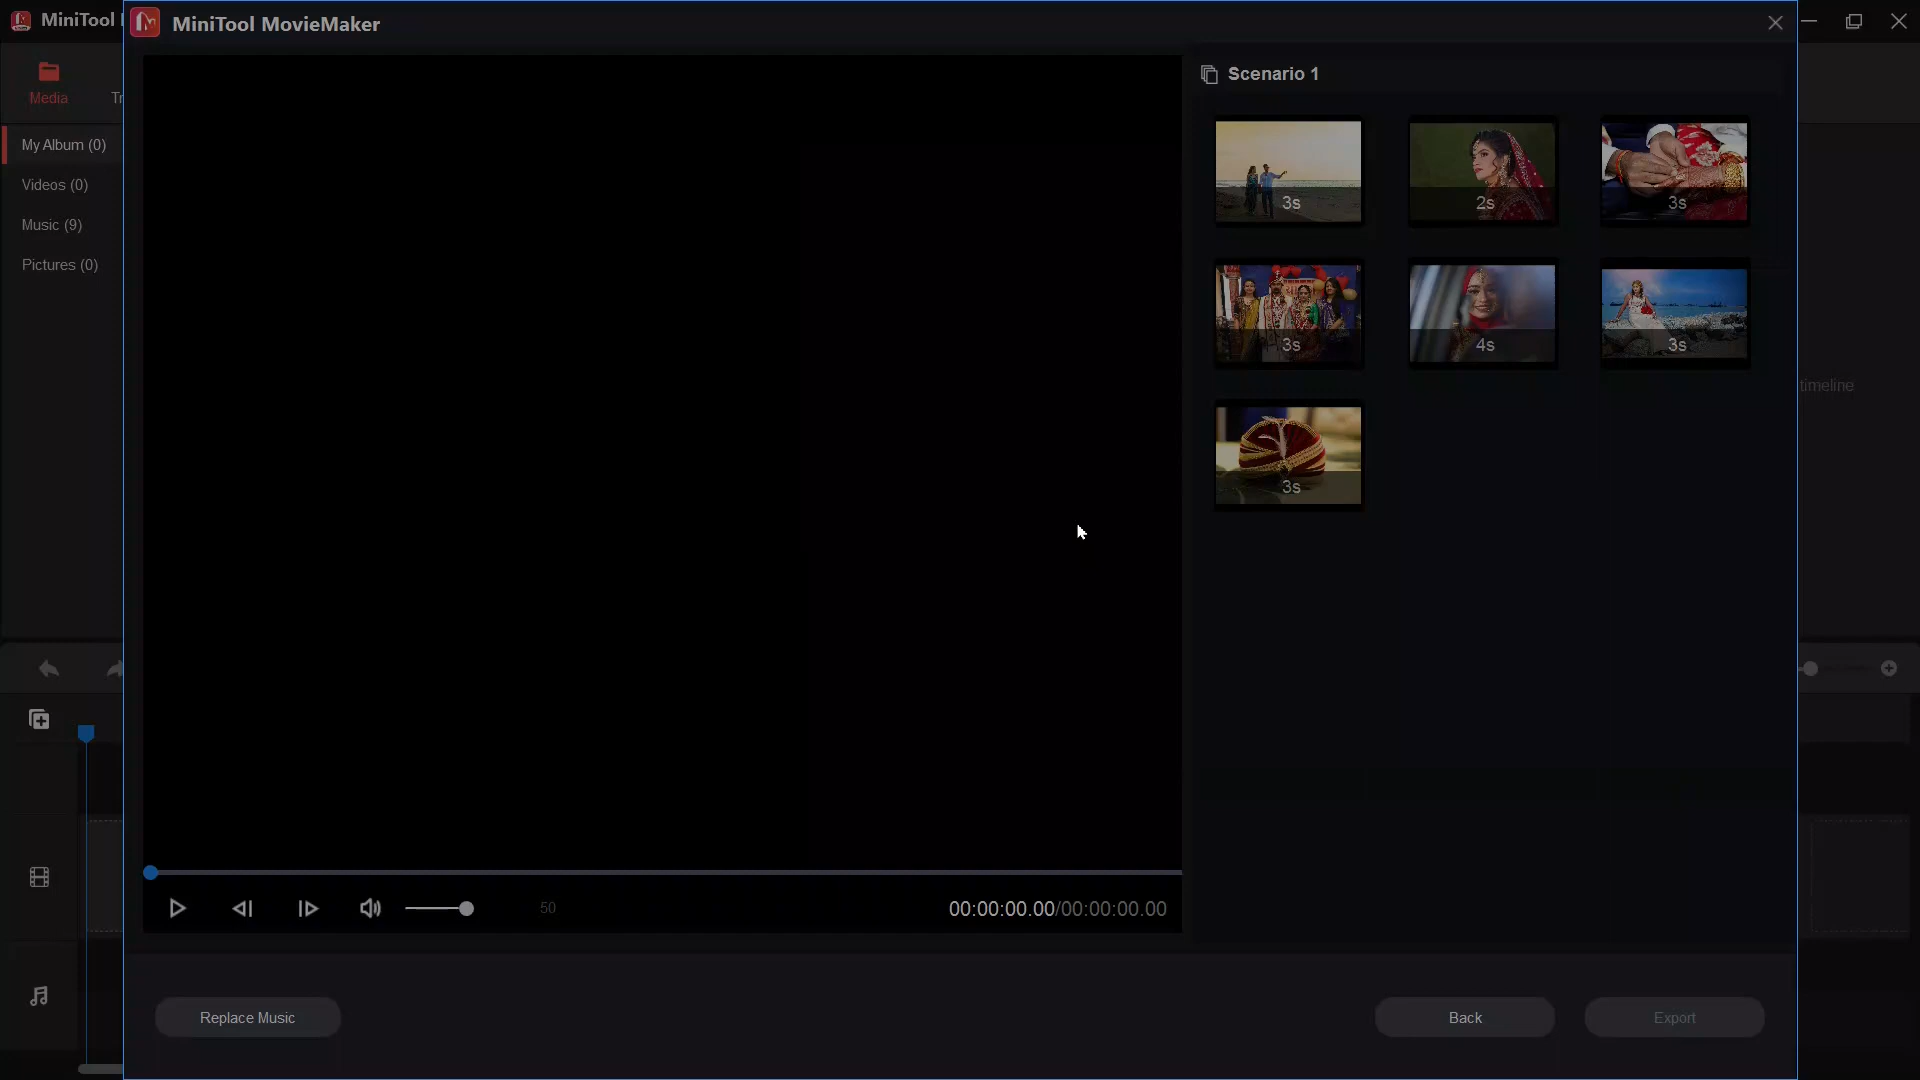 MiniTool
MiniTool MovieMaker
Media
Tr
My Album (0)
Videos (0)
Music (9)
Pictures (0)
Scenario 1
3s
2s
3s
3s
4s
3s
3s
timeline
50
00:00:00.00/00:00:00.00
Replace Music
Back
Export